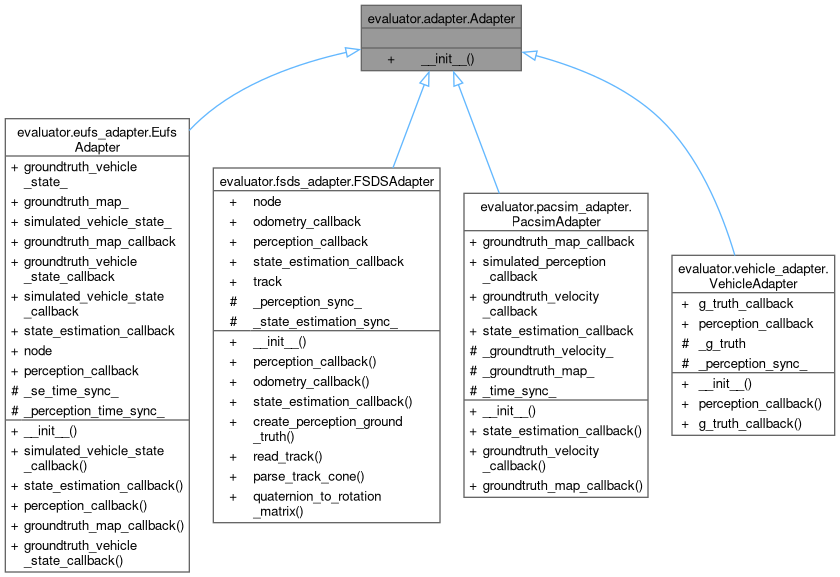 evaluator.adapter.Adapter
+ __init__()
evaluator.eufs_adapter.Eufs
Adapter
+ groundtruth_vehicle
_state_
+ groundtruth_map_
+ simulated_vehicle_state_
+ groundtruth_map_callback
+ groundtruth_vehicle
_state_callback
+ simulated_vehicle_state
_callback
+ state_estimation_callback
+ node
+ perception_callback
# _se_time_sync_
# _perception_time_sync_
+ __init__()
+ simulated_vehicle_state
_callback()
+ state_estimation_callback()
+ perception_callback()
+ groundtruth_map_callback()
+ groundtruth_vehicle
_state_callback()
evaluator.fsds_adapter.FSDSAdapter
+ node
+ odometry_callback
+ perception_callback
+ state_estimation_callback
+ track
# _perception_sync_
# _state_estimation_sync_
+ __init__()
+ perception_callback()
+ odometry_callback()
+ state_estimation_callback()
+ create_perception_ground
_truth()
+ read_track()
+ parse_track_cone()
+ quaternion_to_rotation
_matrix()
evaluator.pacsim_adapter.
PacsimAdapter
+ groundtruth_map_callback
+ simulated_perception
_callback
+ groundtruth_velocity
_callback
+ state_estimation_callback
# _groundtruth_velocity_
# _groundtruth_map_
# _time_sync_
+ __init__()
+ state_estimation_callback()
+ groundtruth_velocity
_callback()
+ groundtruth_map_callback()
evaluator.vehicle_adapter.
VehicleAdapter
+ g_truth_callback
+ perception_callback
# _g_truth
# _perception_sync_
+ __init__()
+ perception_callback()
+ g_truth_callback()